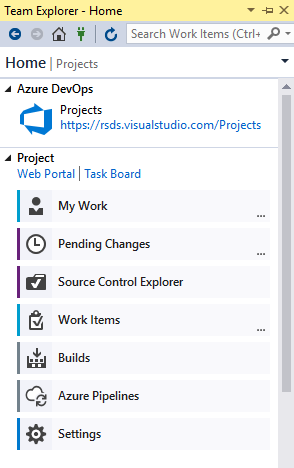 Team Explorer - Home
Search Work Items (Ctrl+
Home | Projects
Azure DevOps
Projects
https://rsds.visualstudio.com/Projects
Project
Web Portal | Task Board
My Work
...
Pending Changes
...
Source Control Explorer
Work Items
...
Builds
Azure Pipelines
Settings